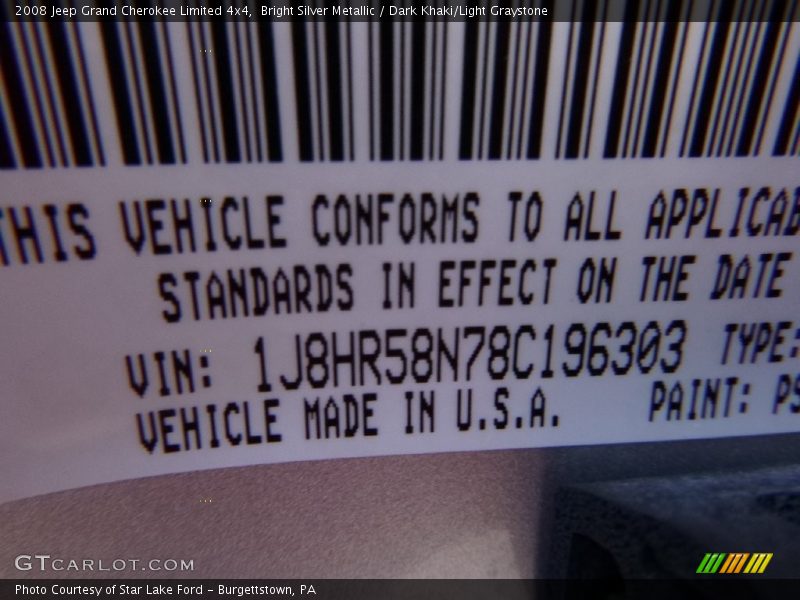 2008 Jeep Grand Cherokee Limited 4x4, Bright Silver Metallic / Dark Khaki/Light Graystone
THIS VEHICLE CONFORMS TO ALL
STANDARDS IN EFFECT ON THE DATE
VIN: 1J8HR58N78C196303 TYPE:
VEHICLE MADE IN U.S.A. PAINT: PS
GTCARLOT.COM
Photo Courtesy of Star Lake Ford - Burgettstown, PA